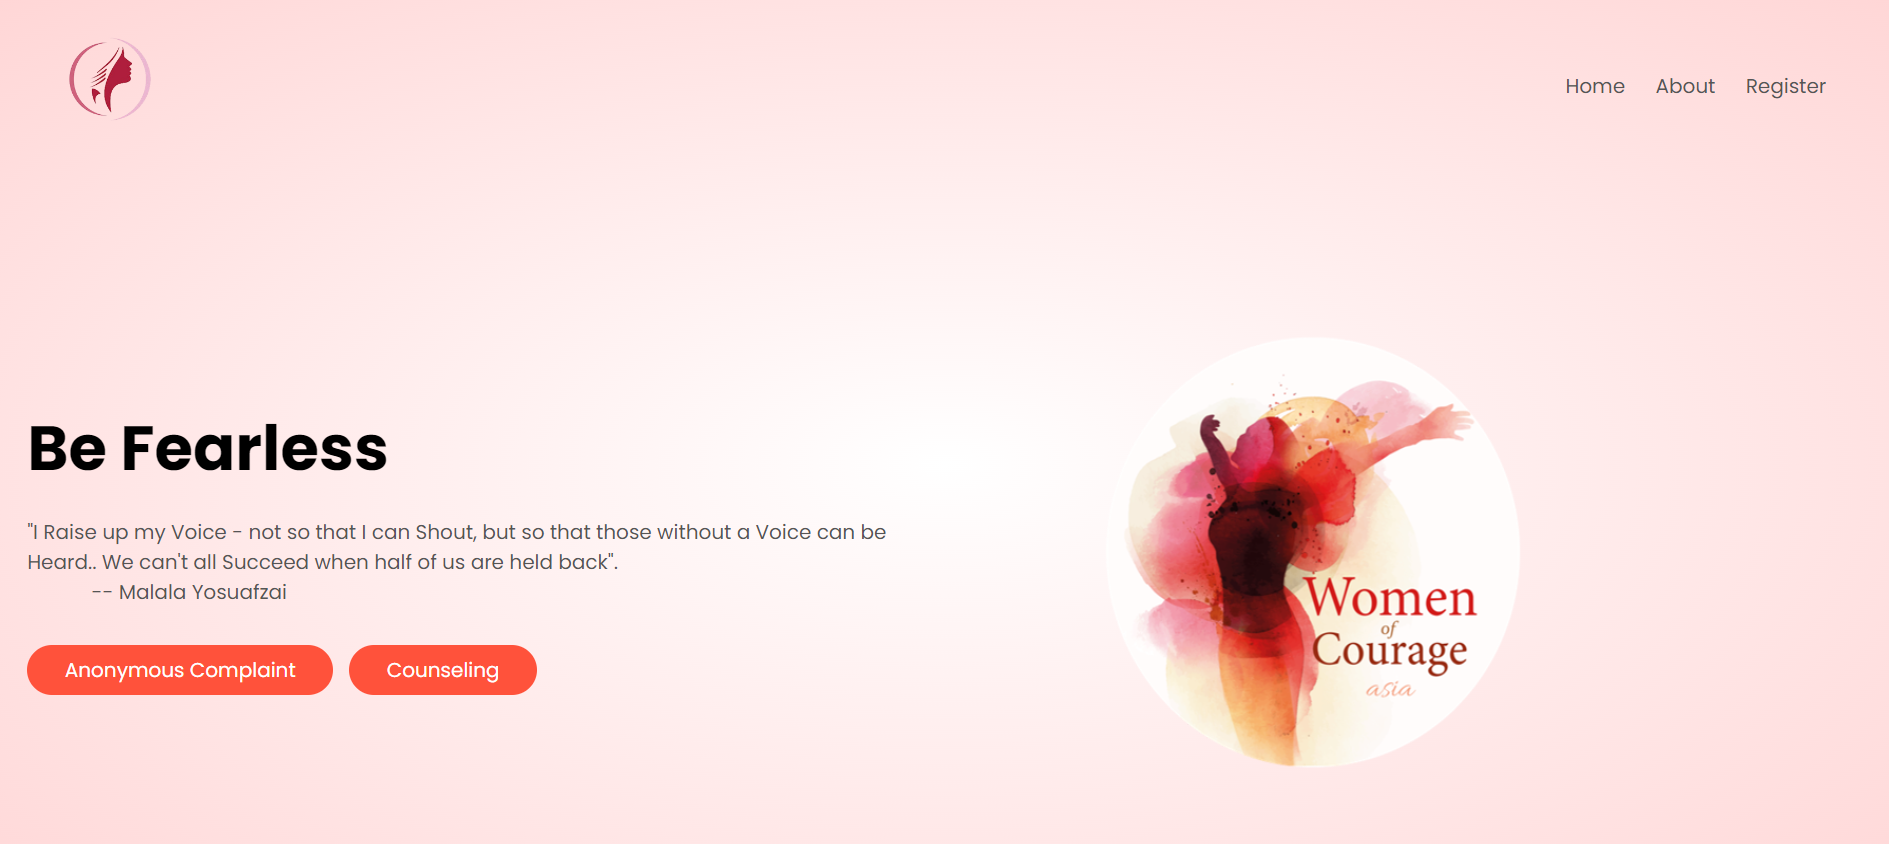 Home About Register
Be Fearless
"I Raise up my Voice - not so that I can Shout, but so that those without a Voice can be
Heard.. We can't all Succeed when half of us are held back".
-- Malala Yosuafzai
Anonymous Complaint Counseling
Women
of
Courage
asia